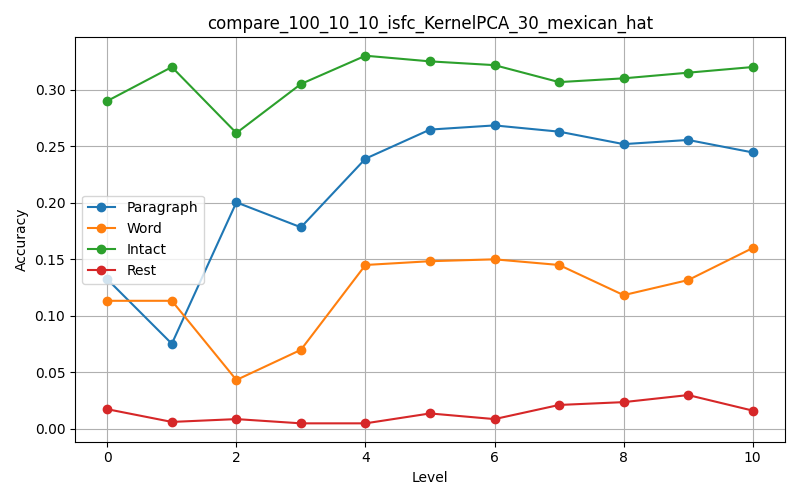 compare_100_10_10_isfc_KernelPCA_30_mexican_hat
Accuracy
0.30
0.25
0.20
0.15
0.10
0.05
0.00
Paragraph
Word
Intact
Rest
0 2 4 6 8 10
Level